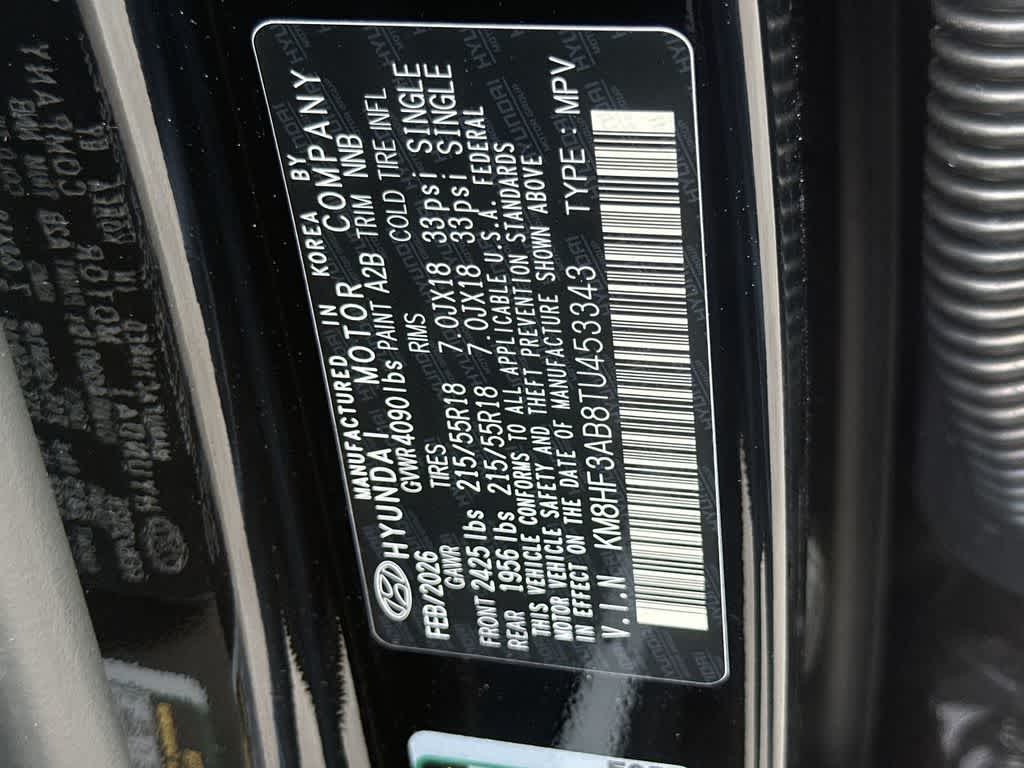 MANUFACTURED IN KOREA BY
HYUNDAI MOTOR COMPANY
FEB/2026 GVWR 4090 lbs PAINT A2B TRIM NNB
GAWR TIRES RIMS COLD TIRE INFL
FRONT 2425 lbs 215/55R18 7.0JX18 33psi SINGLE
REAR 1956 lbs 215/55R18 7.0JX18 33psi SINGLE
THIS VEHICLE CONFORMS TO ALL APPLICABLE U.S.A. FEDERAL
MOTOR VEHICLE SAFETY AND THEFT PREVENTION STANDARDS
IN EFFECT ON THE DATE OF MANUFACTURE SHOWN ABOVE
V.I.N KM8HF3AB8TU453343 TYPE : MPV